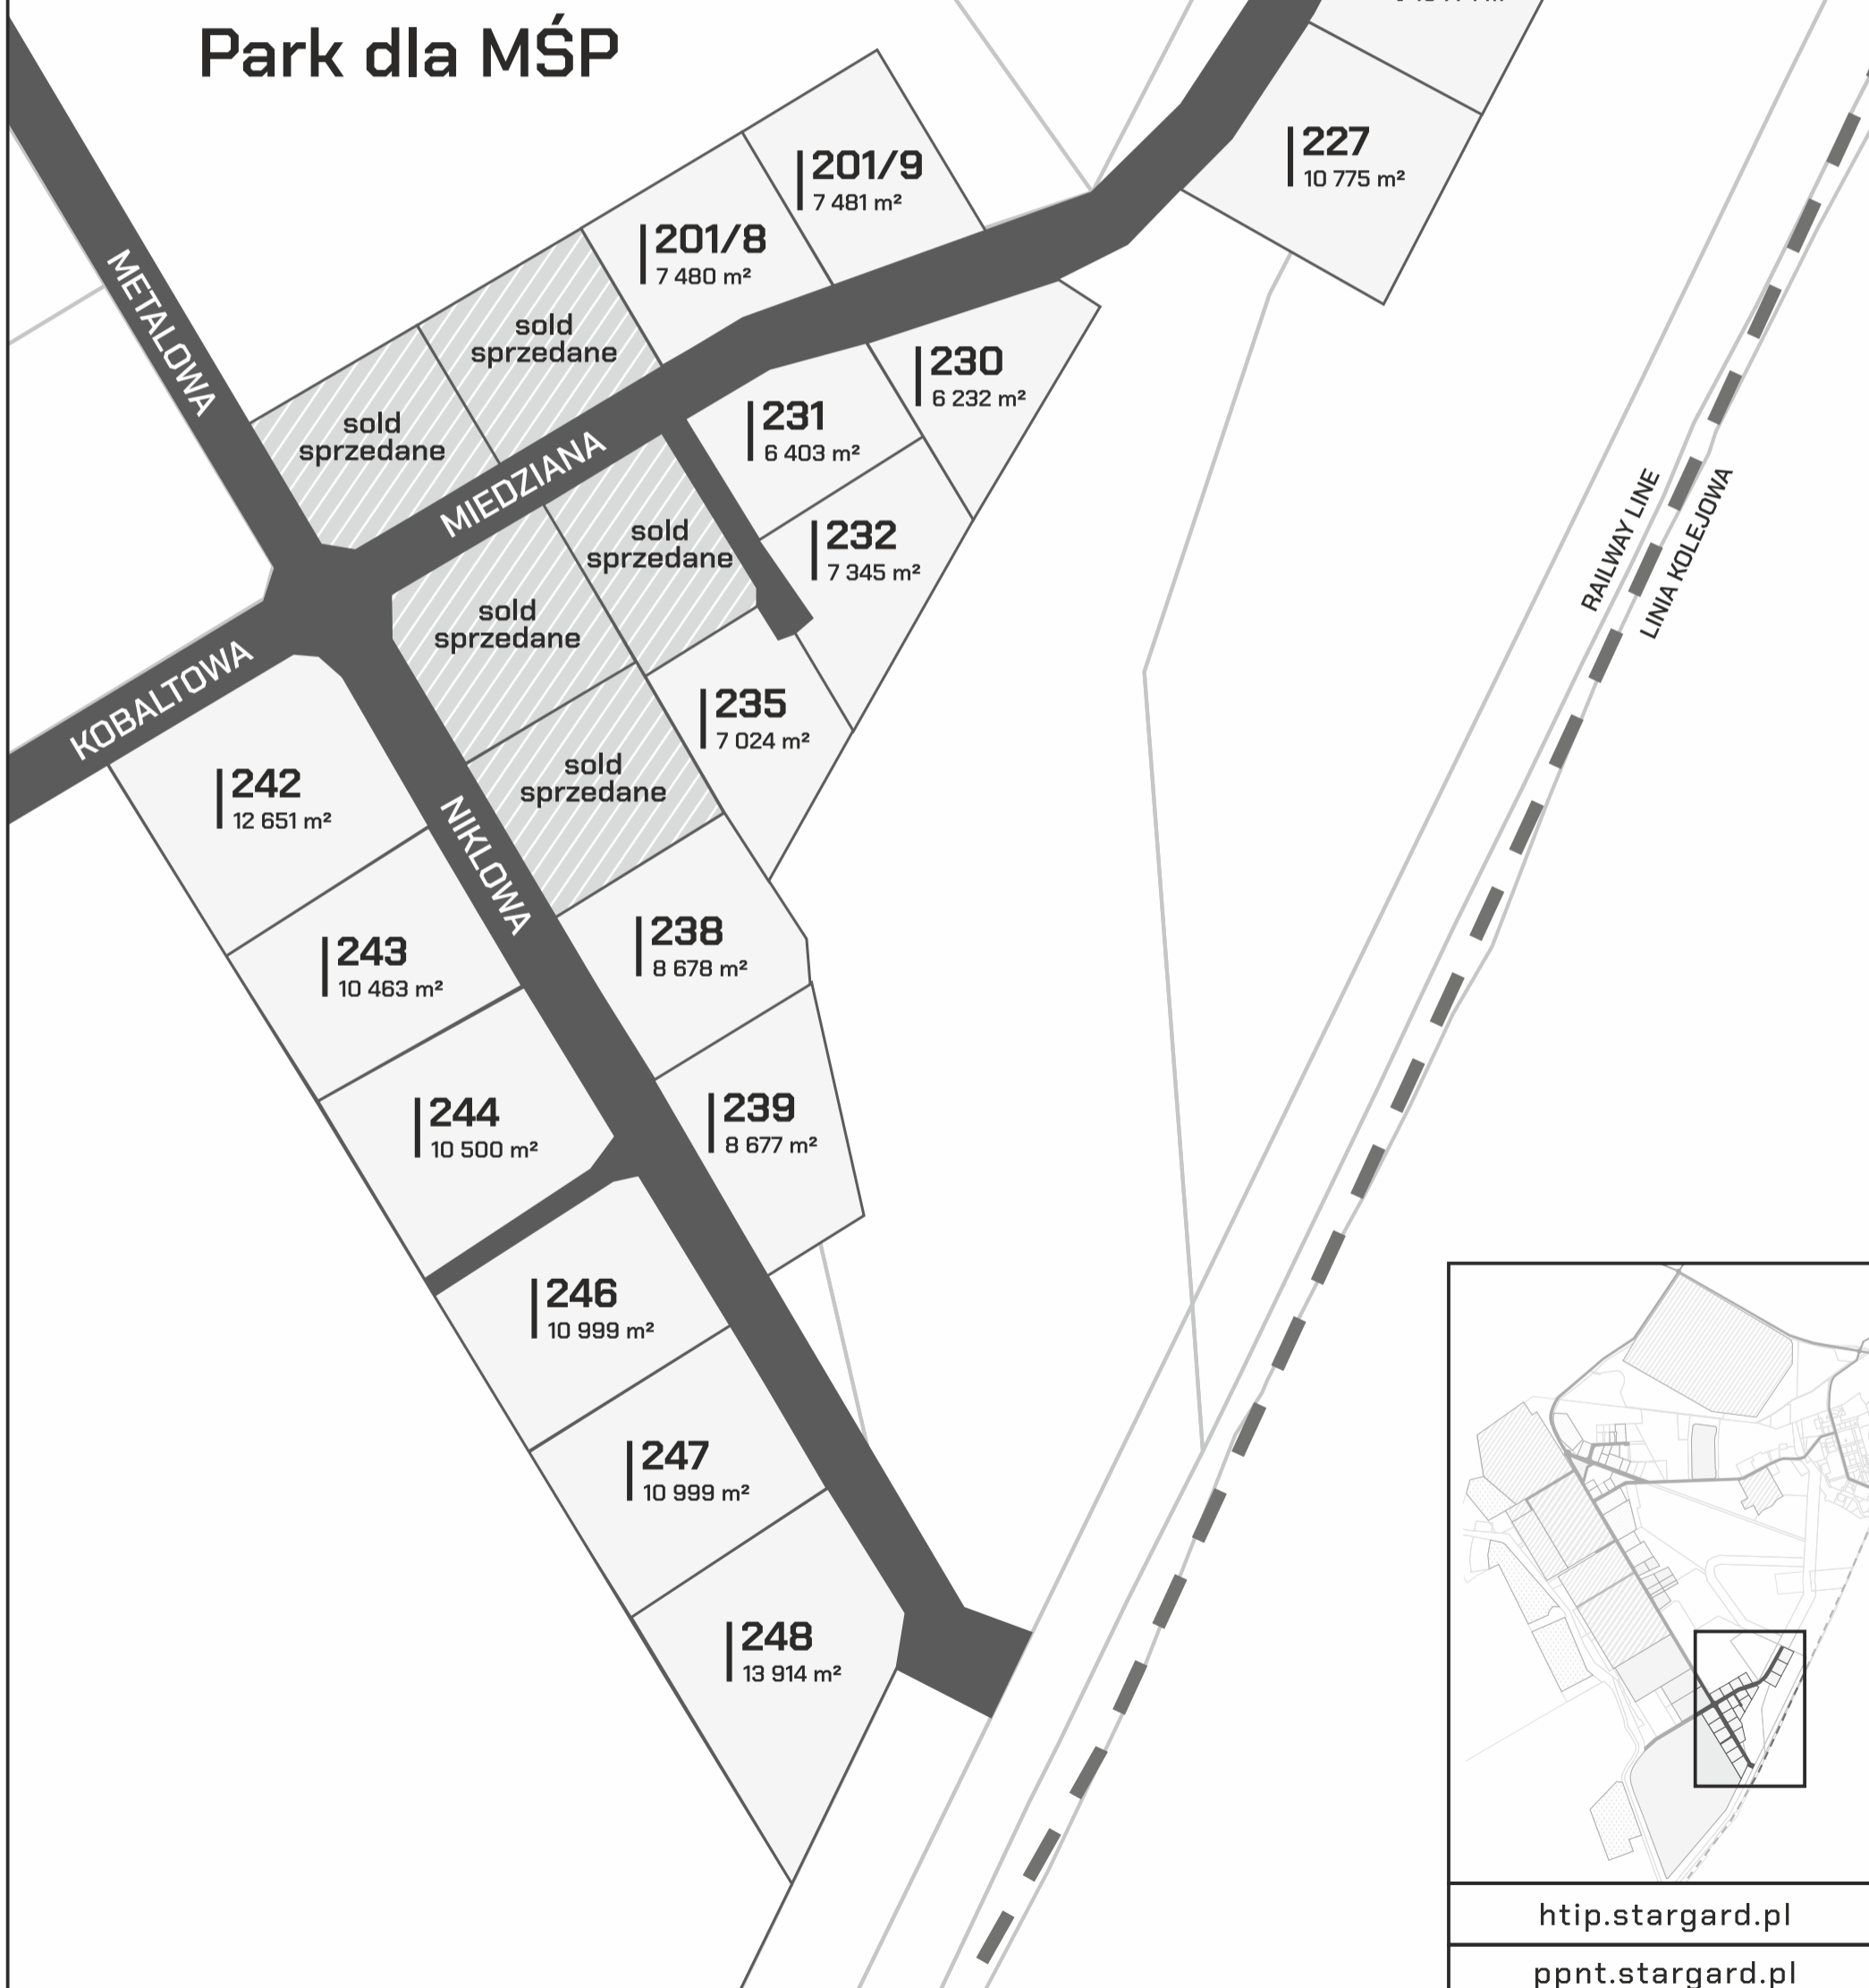 Park dla MŚP
227
10 775 m²
201/9
7 481 m²
201/8
7 480 m²
METALOWA
sold
sprzedane
sold
sprzedane
230
6 232 m²
231
6 403 m²
MIEDZIANA
232
7 345 m²
sold
sprzedane
sold
sprzedane
RAILWAY LINE
LINIA KOLEJOWA
KOBALTOWA
235
7 024 m²
sold
sprzedane
242
12 651 m²
NIKLOWA
238
8 678 m²
243
10 463 m²
244
10 500 m²
239
8 677 m²
246
10 999 m²
247
10 999 m²
248
13 914 m²
htip.stargard.pl
ppnt.stargard.pl